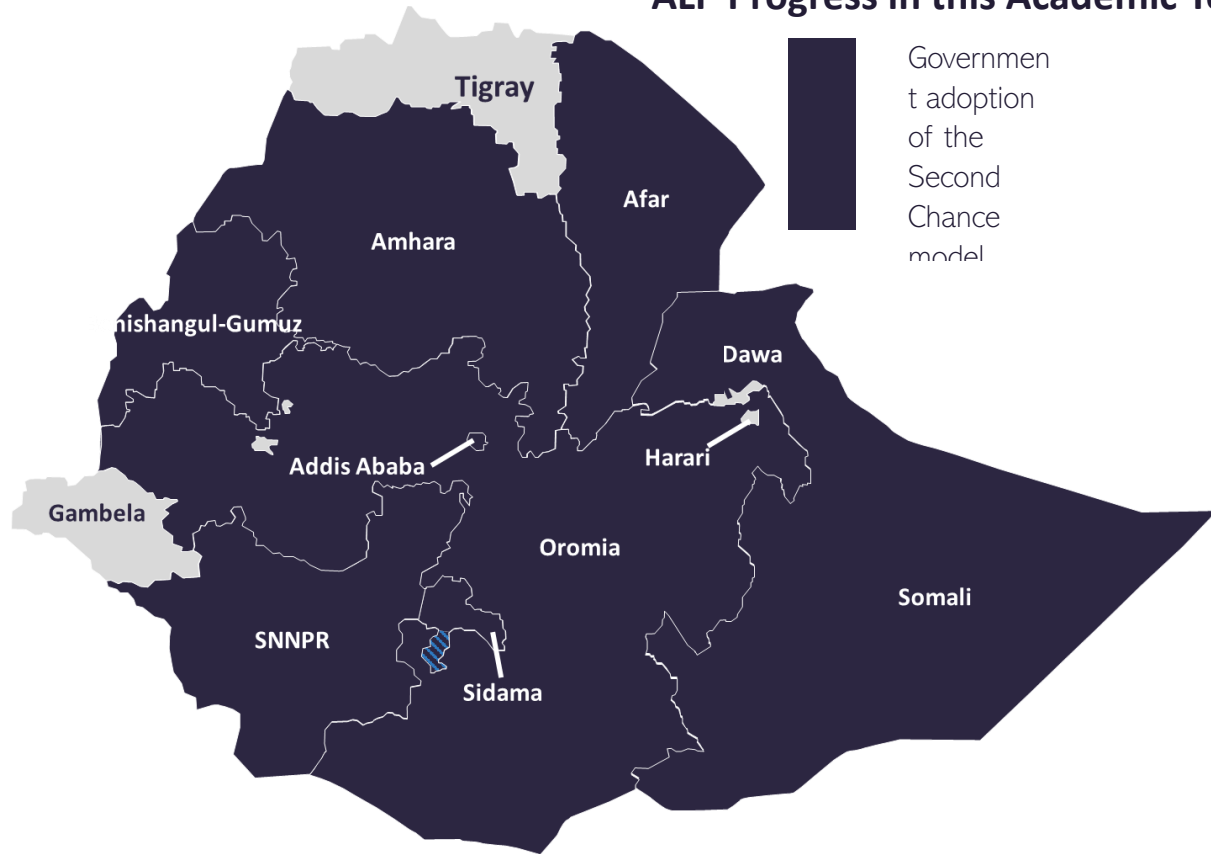 ALP Progress in this Academic
Tigray
Governmen
t adoption
of the
Second
Chance
model
Afar
Amhara
nishangul-Gumuz
Dawa
Addis Ababa
Harari
Gambela
Oromia
Somali
SNNPR
Sidama